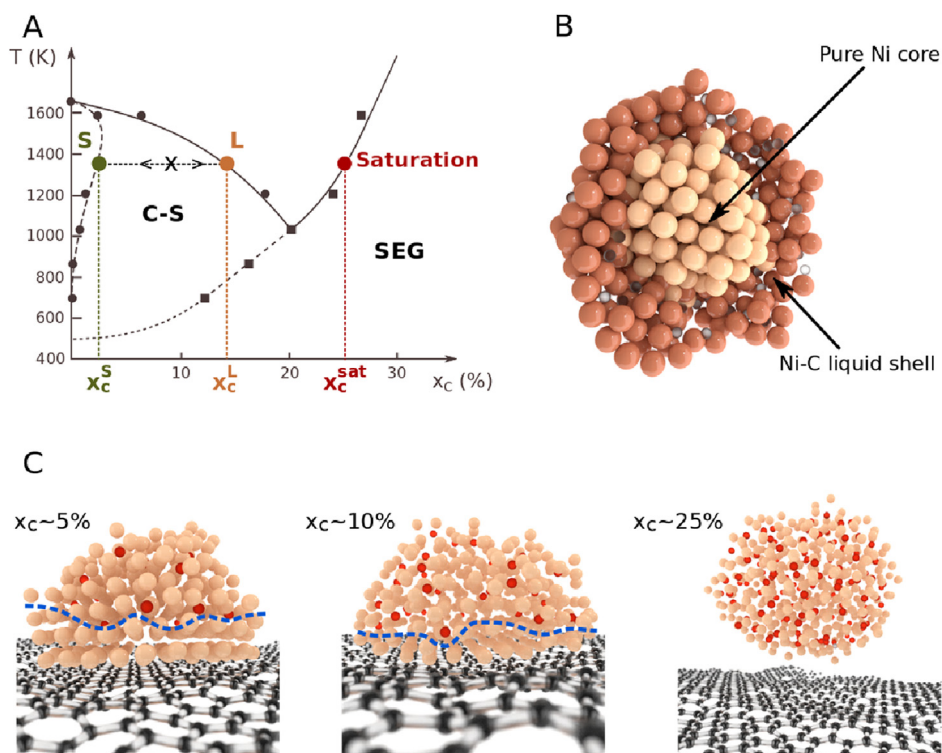 A
T (K)
1600
1400
1200
1000
800
600
400
S
L
Saturation
X
C-S
SEG
10
20
30
x_C (%)
x_C^S
x_C^L
x_C^sat
B
Pure Ni core
Ni-C liquid shell
C
x_C~5%
x_C~10%
x_C~25%